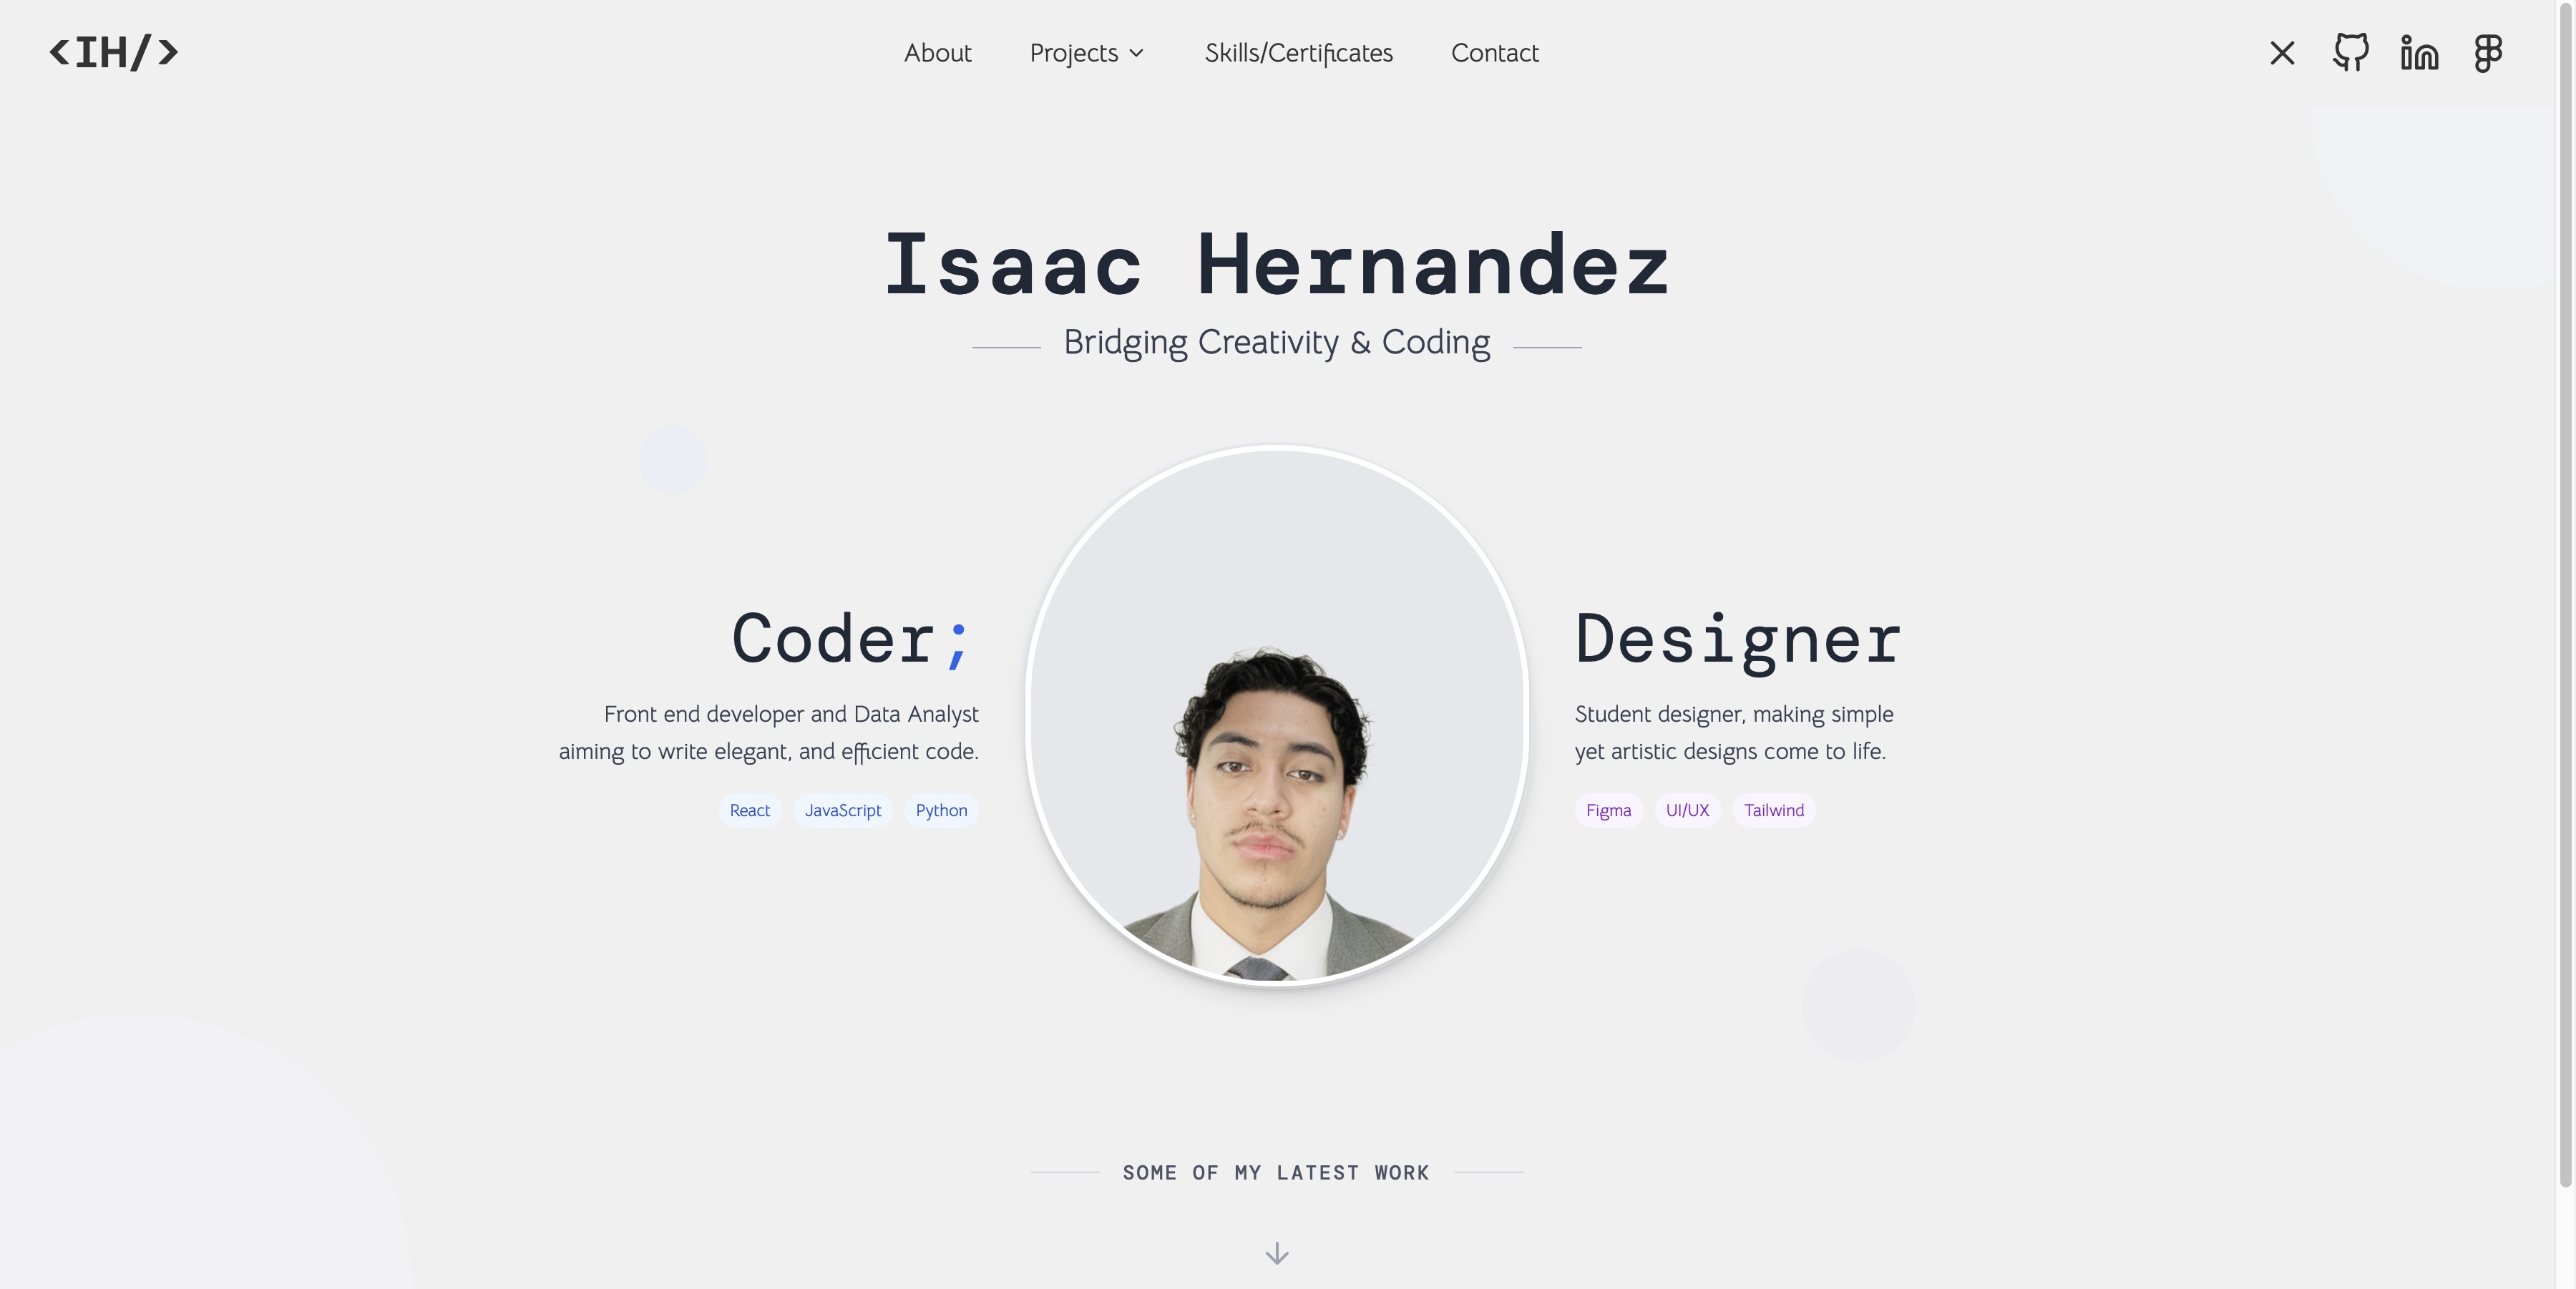 <IH/>
About
Projects
Skills/Certificates
Contact
Isaac Hernandez
Bridging Creativity & Coding
Coder;
Front end developer and Data Analyst
aiming to write elegant, and efficient code.
React
JavaScript
Python
Designer
Student designer, making simple
yet artistic designs come to life.
Figma
UI/UX
Tailwind
SOME OF MY LATEST WORK